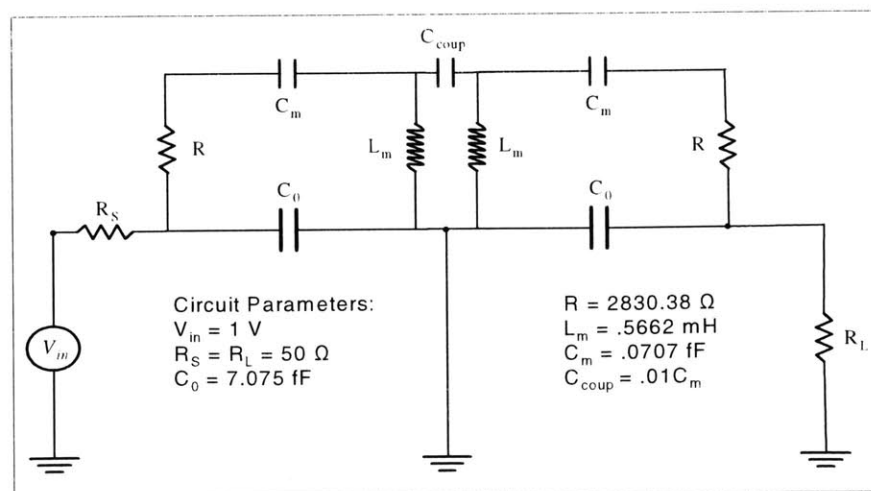 C_coup
C_m
C_m
R
L_m
L_m
R
C_0
C_0
R_S
V_in
R_L
Circuit Parameters:
V_in = 1 V
R_S = R_L = 50 Ω
C_0 = 7.075 fF
R = 2830.38 Ω
L_m = .5662 mH
C_m = .0707 fF
C_coup = .01C_m